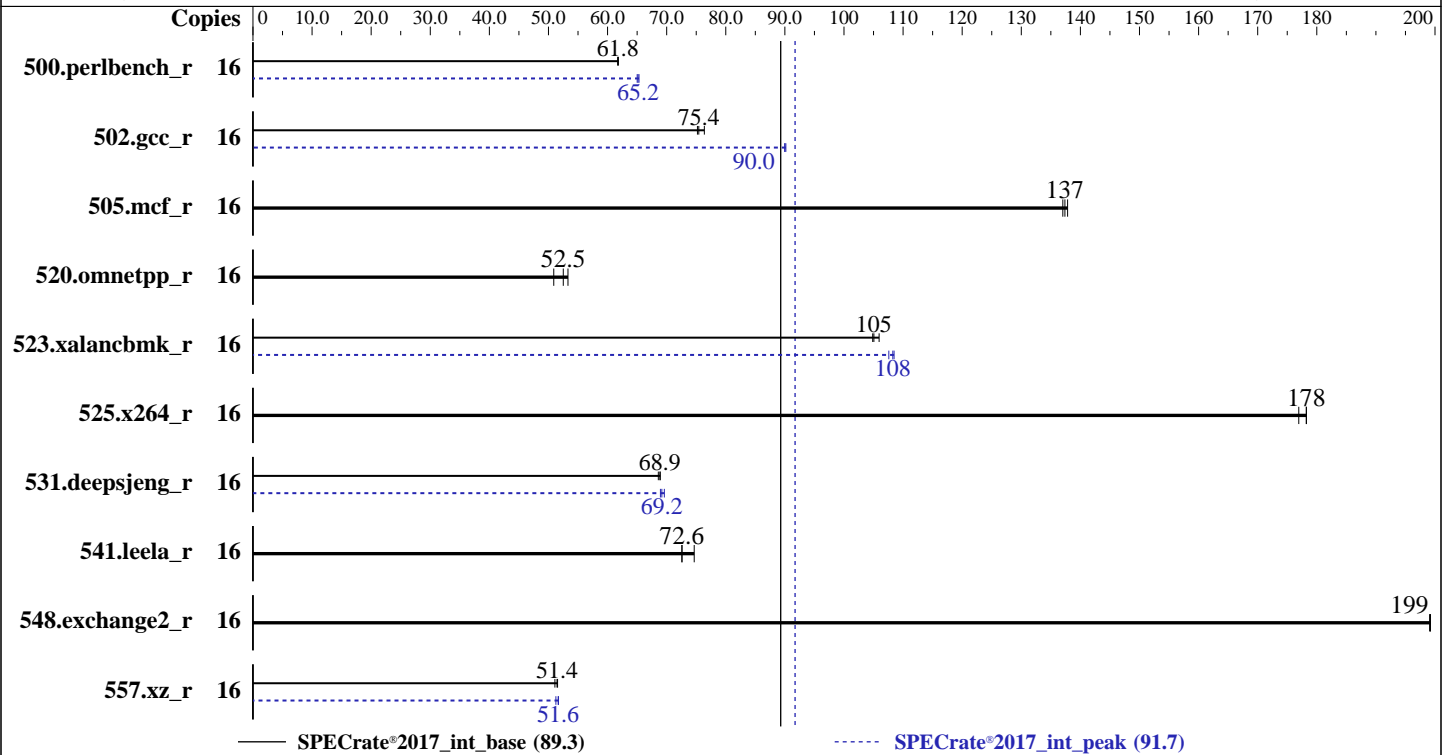 Copies 0 10.0 20.0 30.0 40.0 50.0 60.0 70.0 80.0 90.0 100 110 120 130 140 150 160 170 180 200
61.8
500.perlbench_r 16
65.2
75.4
502.gcc_r 16
90.0
137
505.mcf_r 16
52.5
520.omnetpp_r 16
105
523.xalancbmk_r 16
108
178
525.x264_r 16
68.9
531.deepsjeng_r 16
69.2
72.6
541.leela_r 16
199
548.exchange2_r 16
51.4
557.xz_r 16
51.6
SPECrate®2017_int_base (89.3) SPECrate®2017_int_peak (91.7)